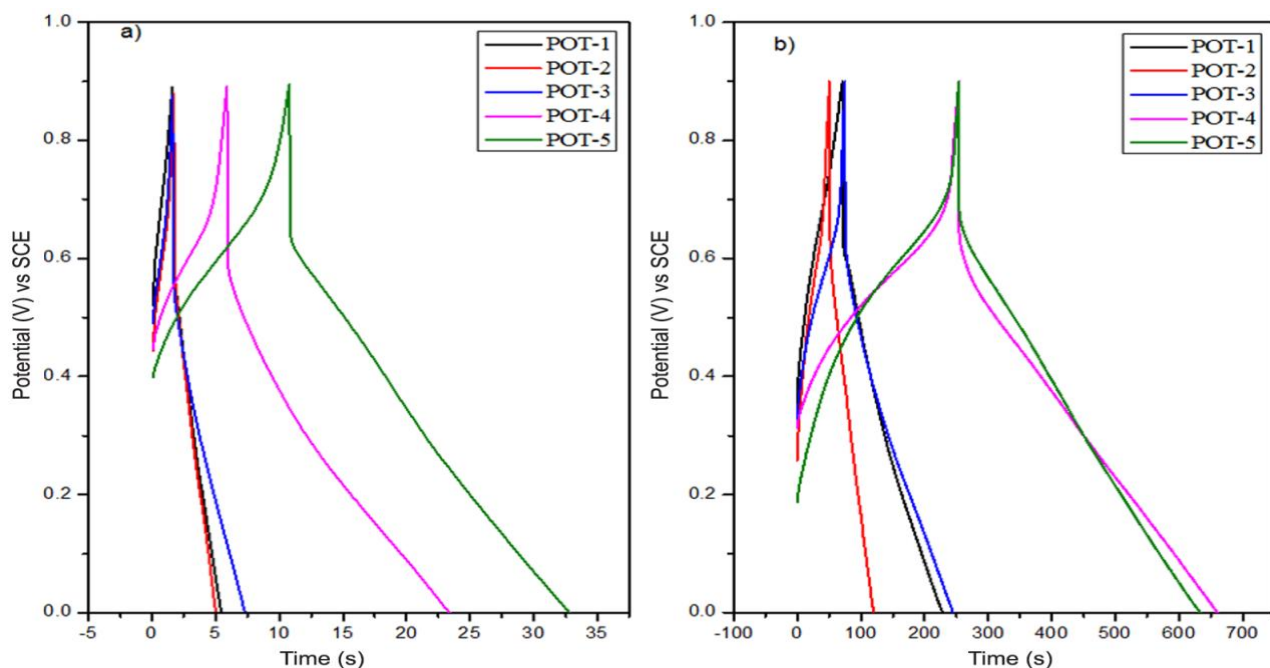 a)
POT-1
POT-2
POT-3
POT-4
POT-5
1.0
0.8
0.6
0.4
0.2
0.0
Potential (V) vs SCE
-5 0 5 10 15 20 25 30 35
Time (s)
b)
POT-1
POT-2
POT-3
POT-4
POT-5
1.0
0.8
0.6
0.4
0.2
0.0
Potential (V) vs SCE
-100 0 100 200 300 400 500 600 700
Time (s)